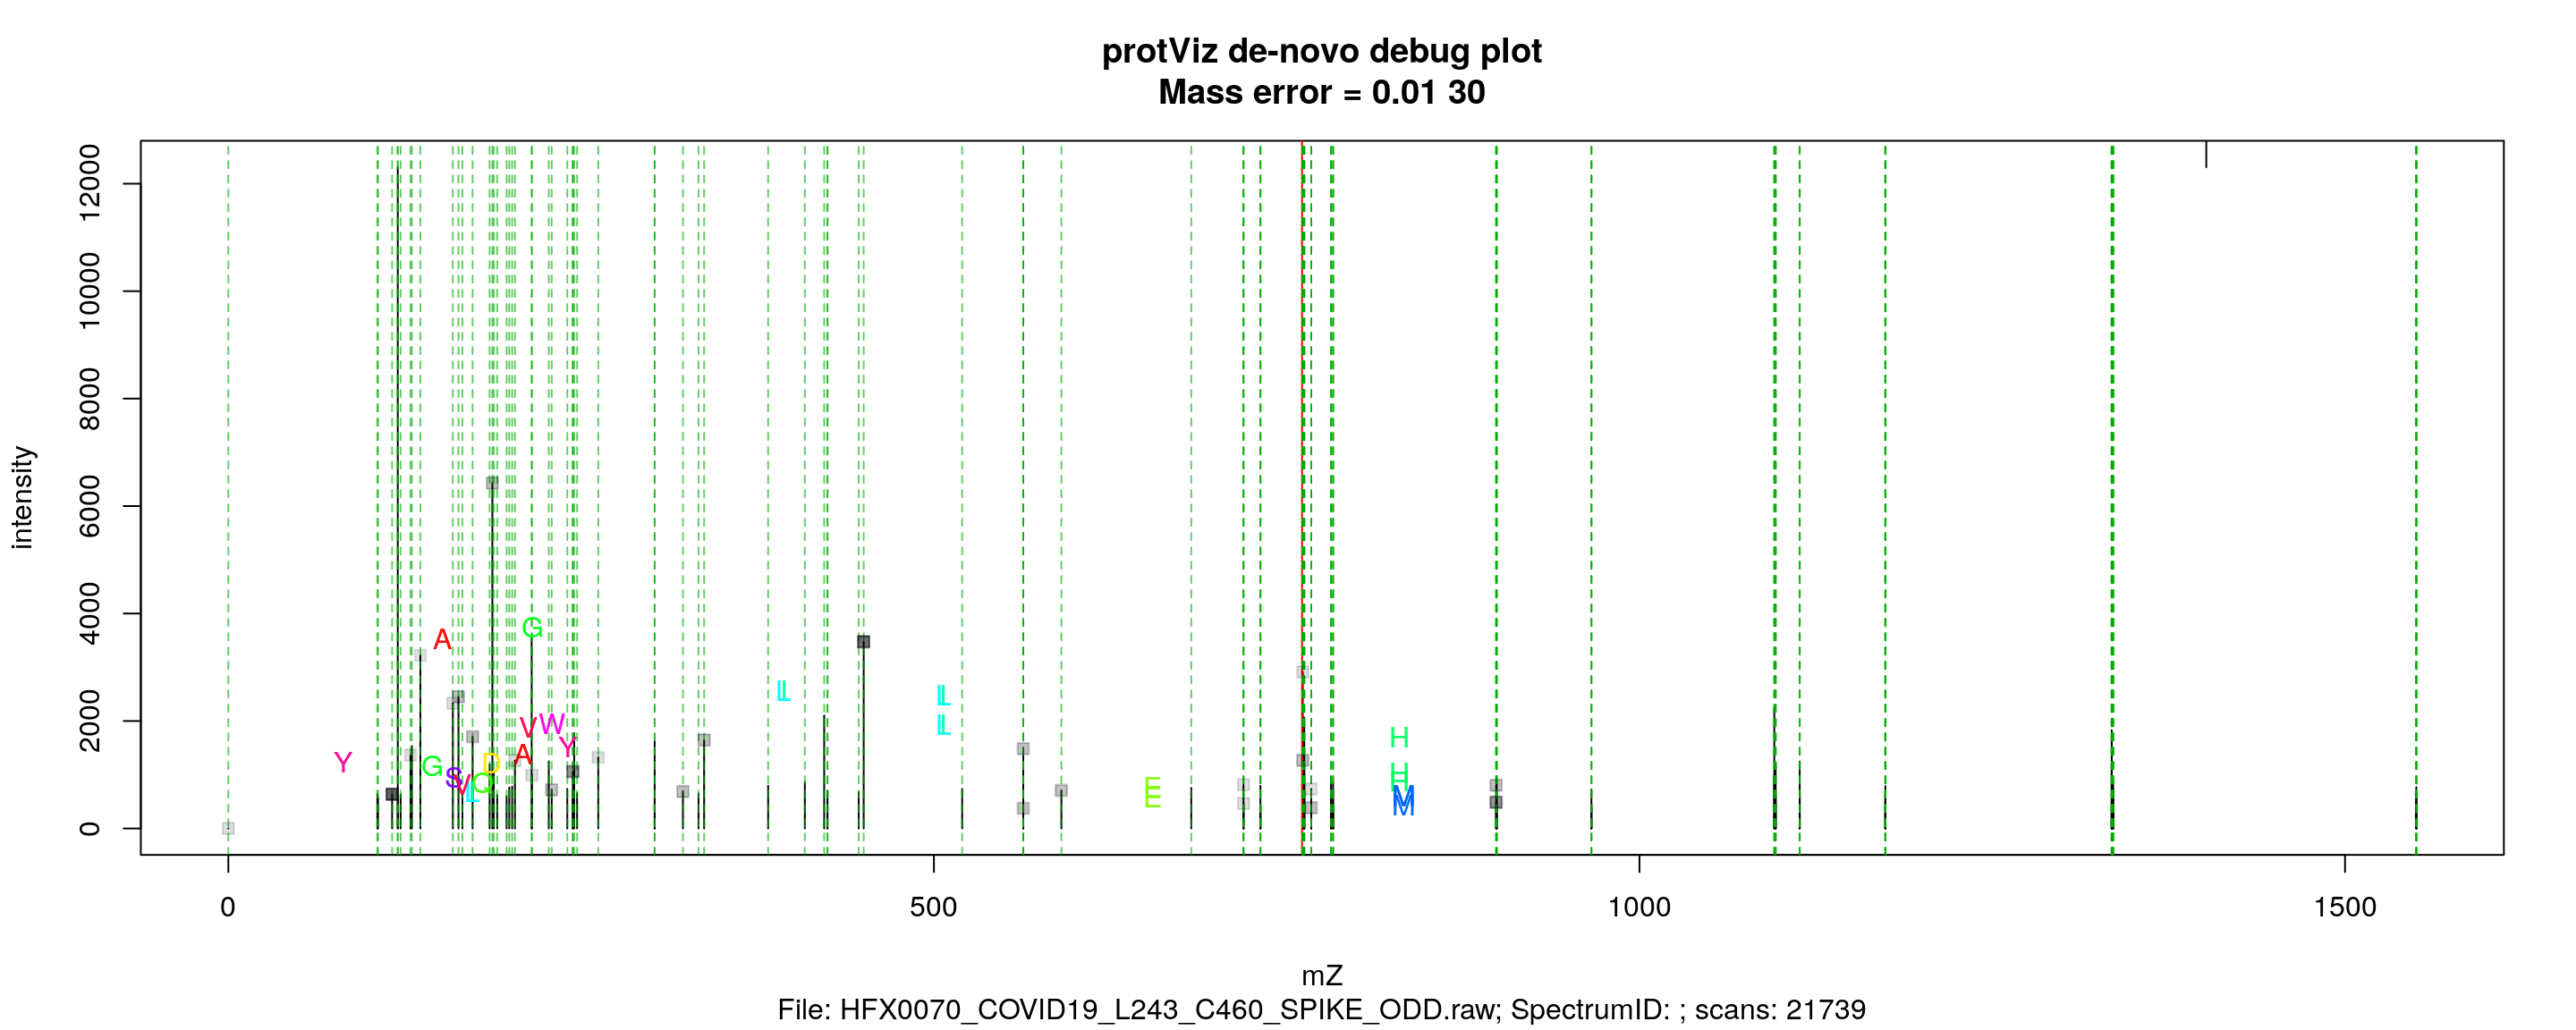 protViz de-novo debug plot
Mass error = 0.01 30
intensity
12000
10000
8000
6000
4000
2000
0
A
G
L L
L L
L L
V W
Y
Y
A
G
D
S
V
Q
L
H
H
H
E
E
M
M
0 500 1000 1500
mZ
File: HFX0070_COVID19_L243_C460_SPIKE_ODD.raw; SpectrumID: ; scans: 21739